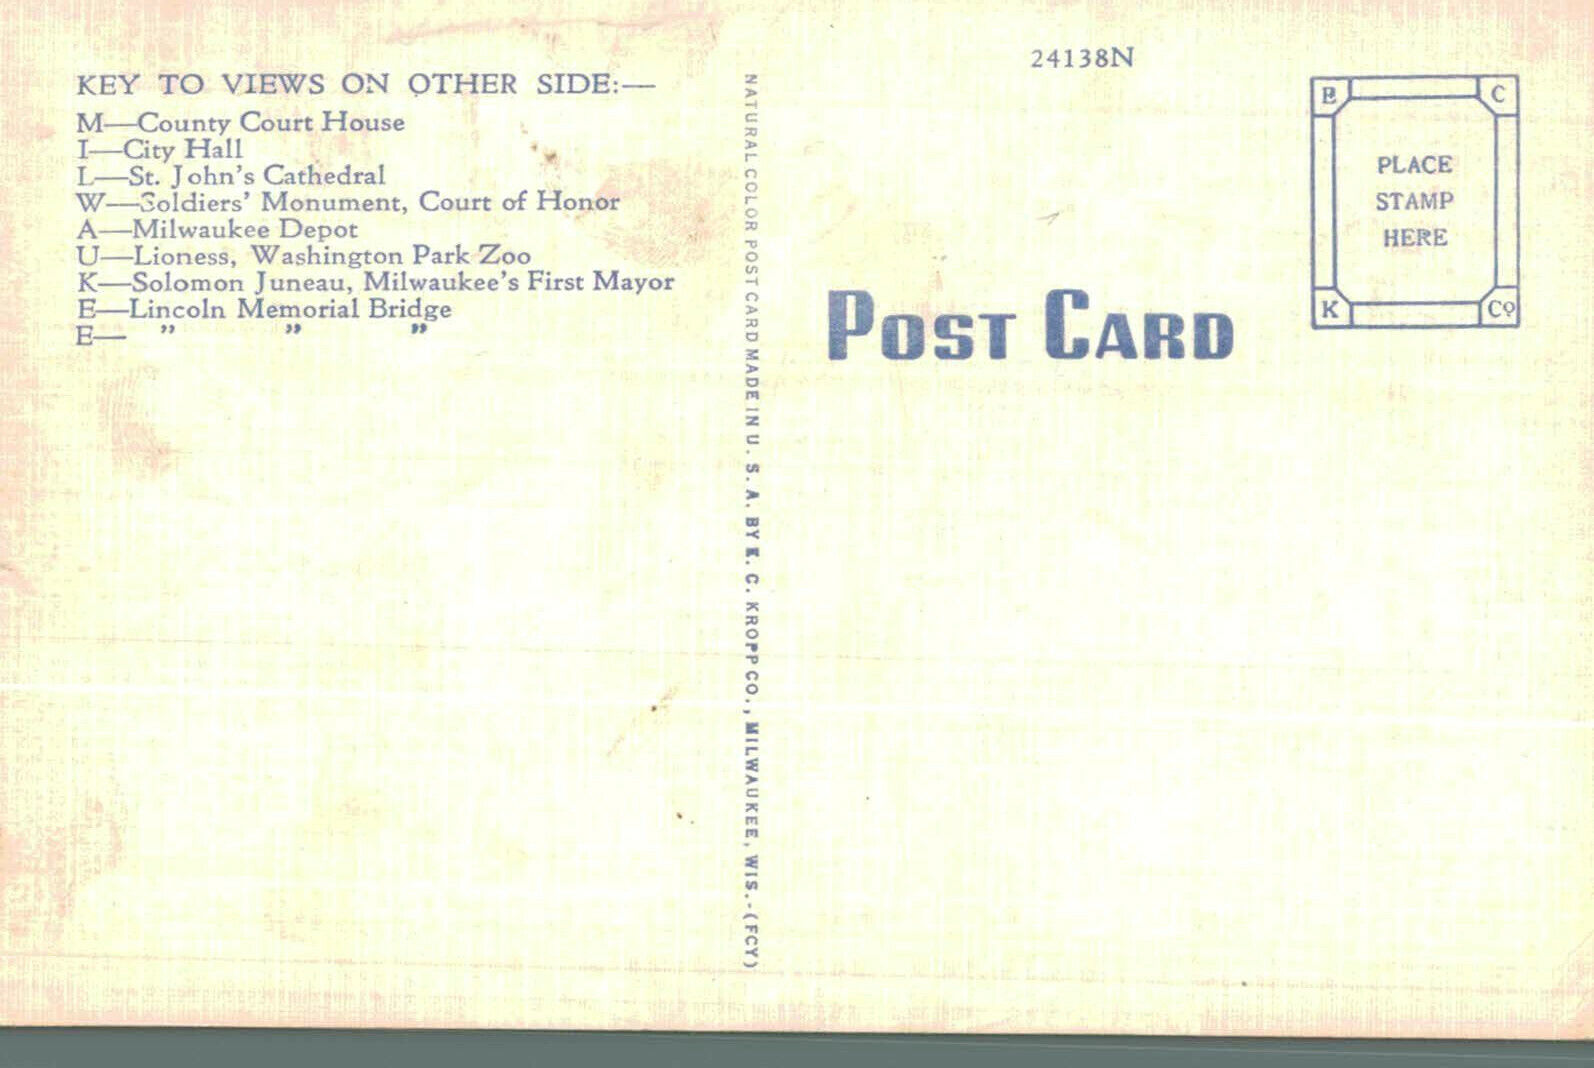 KEY TO VIEWS ON OTHER SIDE:—
M—County Court House
I—City Hall
L—St. John's Cathedral
W—Soldiers' Monument, Court of Honor
A—Milwaukee Depot
U—Lioness, Washington Park Zoo
K—Solomon Juneau, Milwaukee's First Mayor
E—Lincoln Memorial Bridge
E— " " "
NATURAL COLOR POST CARD MADE IN U. S. A. BY E. C. KROPP CO., MILWAUKEE, WIS.-(FCY)
24138N
POST CARD
E C
PLACE
STAMP
HERE
K Co